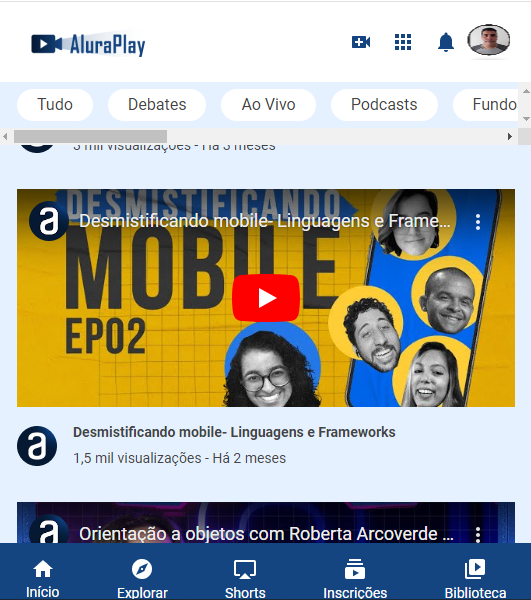 AluraPlay
Tudo
Debates
Ao Vivo
Podcasts
Fundo
5 mil visualizações - Há 3 meses
DESMISTIFICANDO
a
Desmistificando mobile- Linguagens e Frame...
MOBILE
EP02
a
Desmistificando mobile- Linguagens e Frameworks
1,5 mil visualizações - Há 2 meses
a
Orientação a objetos com Roberta Arcoverde ...
Início
Explorar
Shorts
Inscrições
Biblioteca